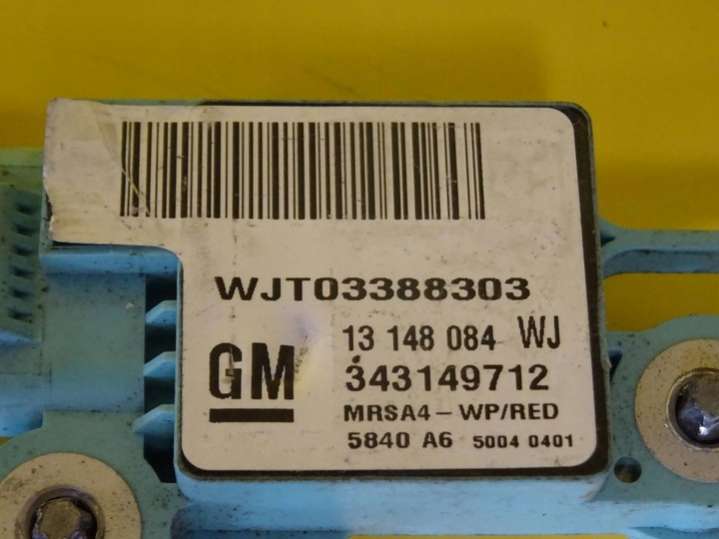 WJT03388303
13 148 084 WJ
GM
343149712
MRSA4-WP/RED
5840 A6 5004 0401